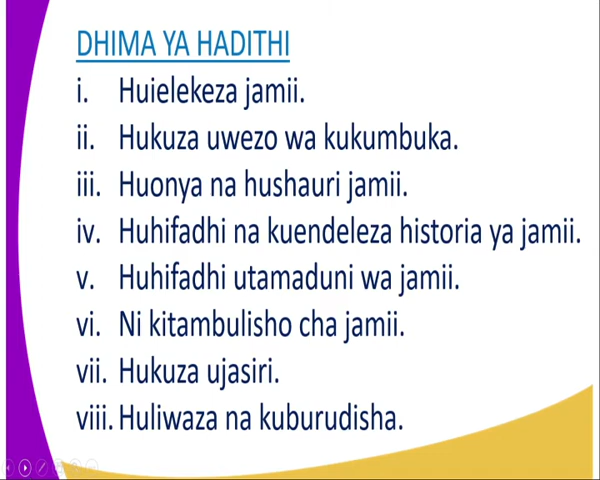 DHIMA YA HADITHI
i. Huielekeza jamii.
ii. Hukuza uwezo wa kukumbuka.
iii. Huonya na hushauri jamii.
iv. Huhifadhi na kuendeleza historia ya jamii.
v. Huhifadhi utamaduni wa jamii.
vi. Ni kitambulisho cha jamii.
vii. Hukuza ujasiri.
viii. Huliwaza na kuburudisha.